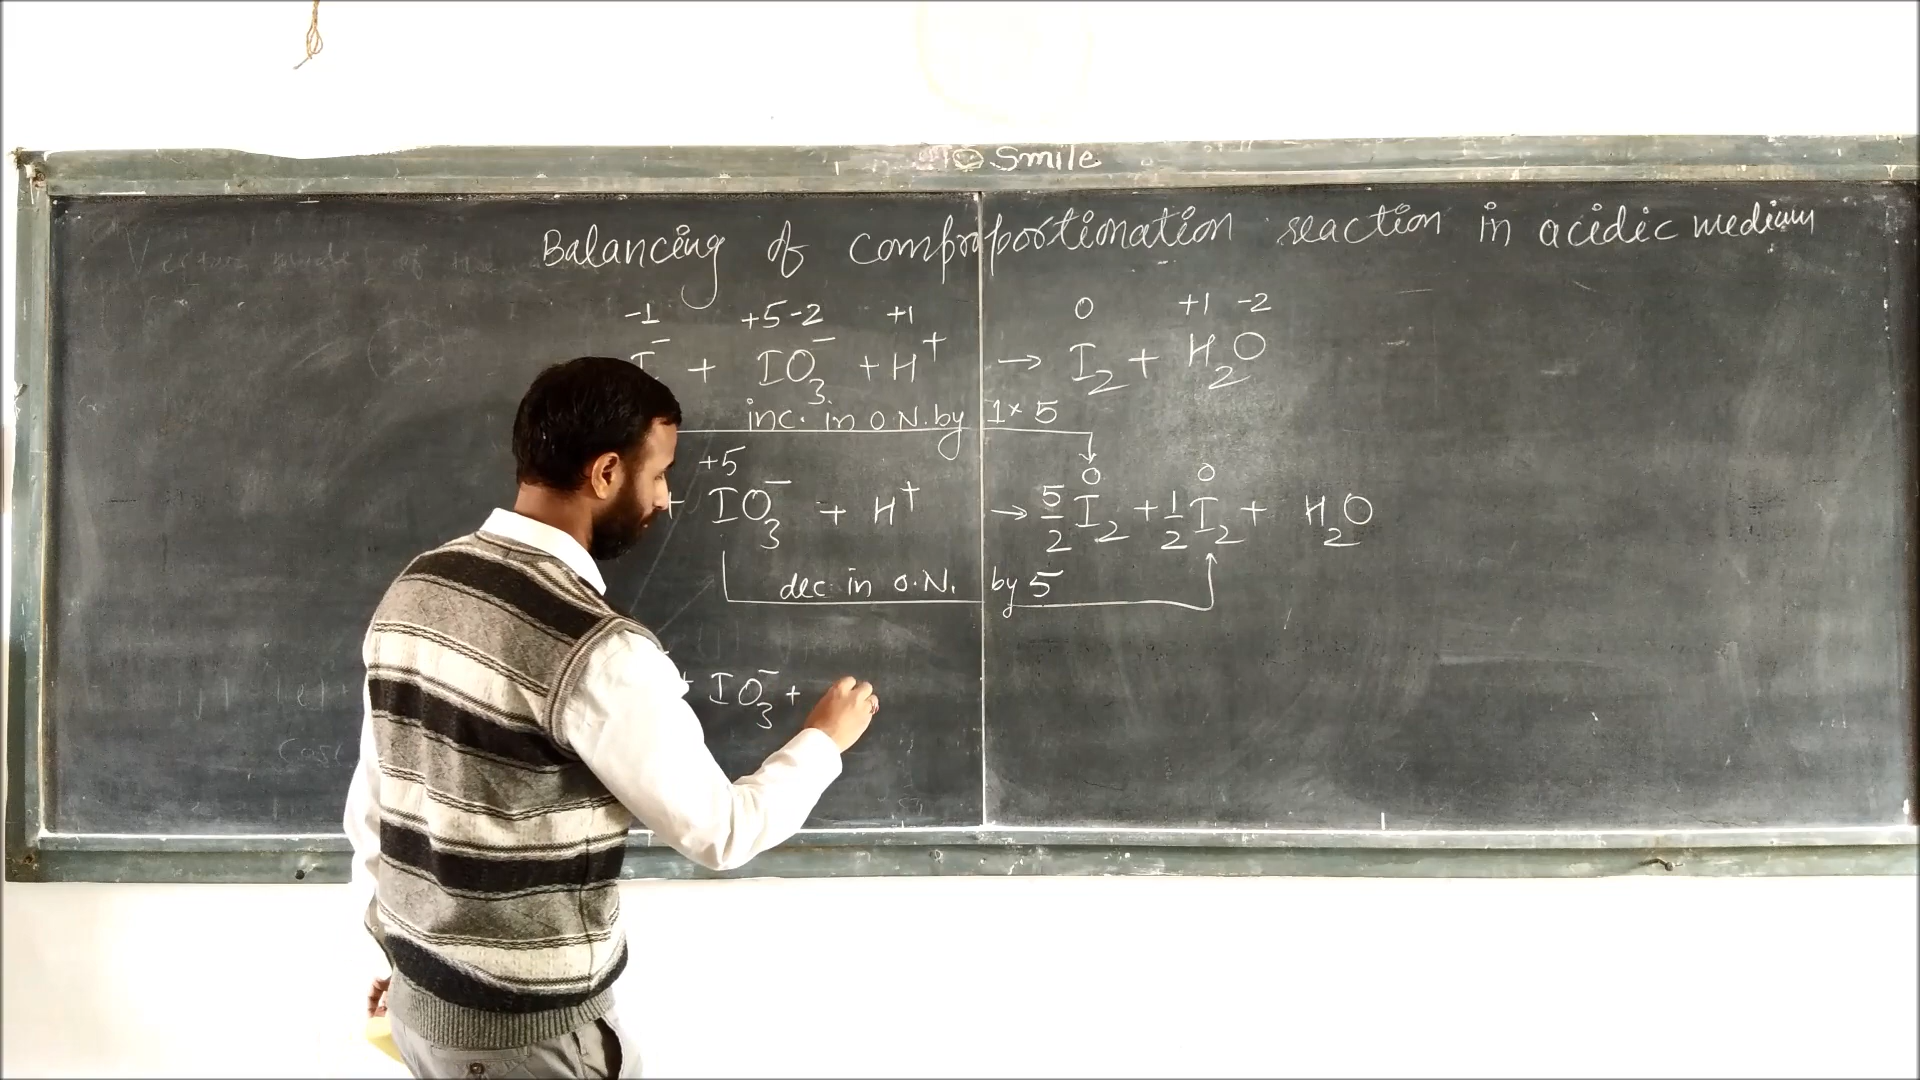 Smile
Balancing of comproportionation reaction in acidic medium
-1 +5 -2 +1 0 +1 -2
I⁻ + IO₃⁻ + H⁺ → I₂ + H₂O
inc. in O.N. by 1 × 5
+5 0 0
+ IO₃⁻ + H⁺ → 5/2 I₂ + 1/2 I₂ + H₂O
dec. in O.N. by 5
+ IO₃⁻ +